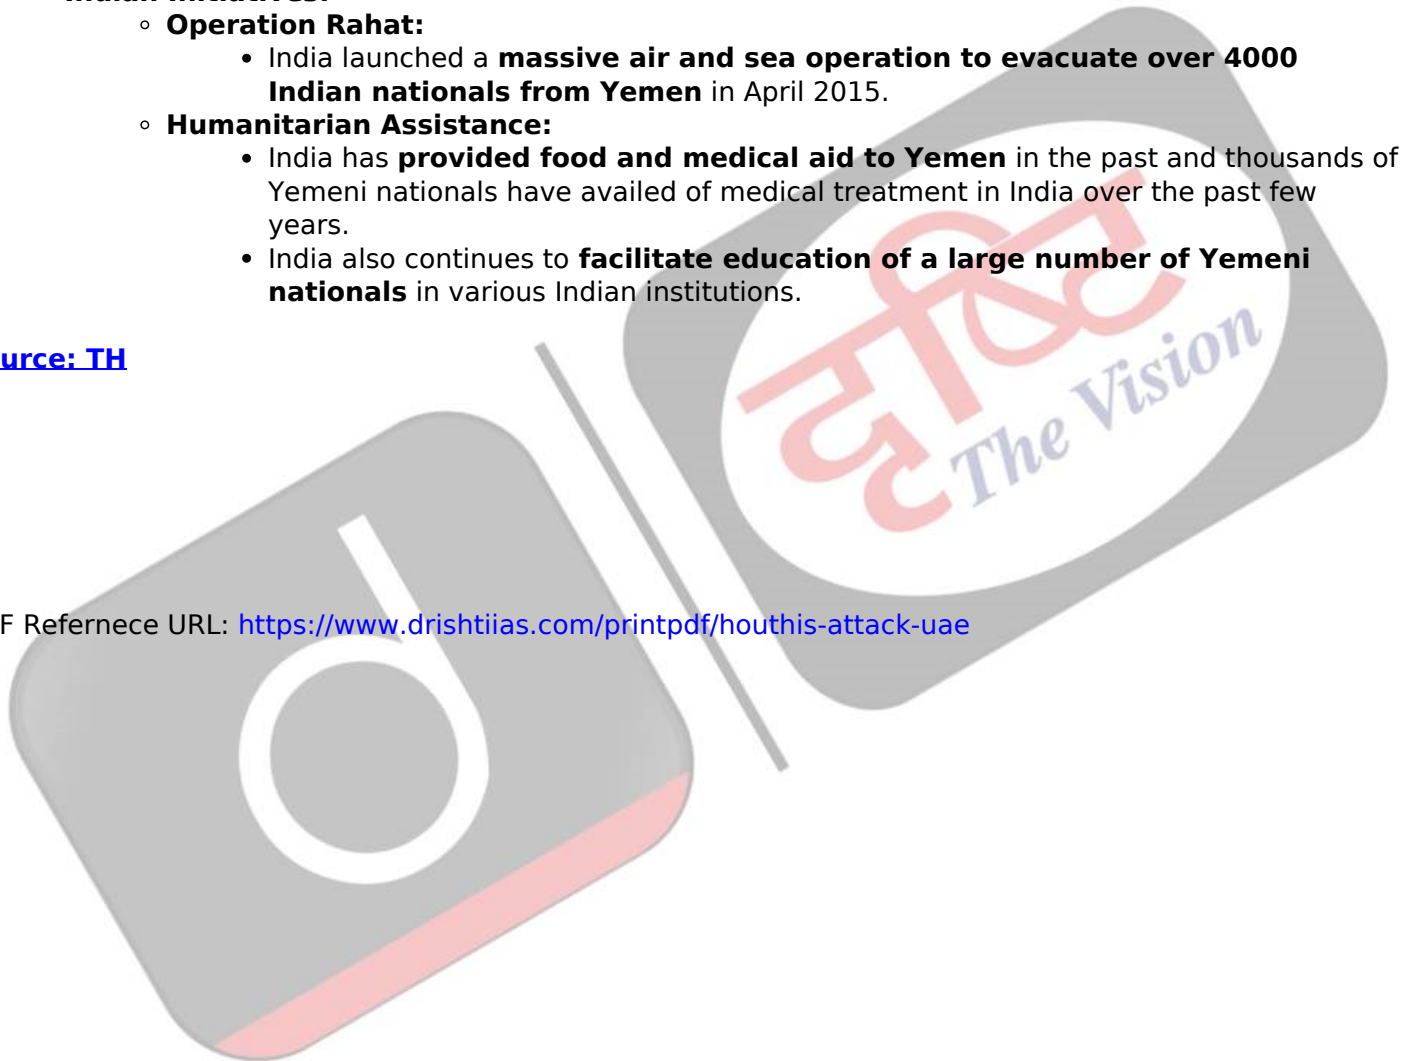 Operation Rahat:
India launched a massive air and sea operation to evacuate over 4000
Indian nationals from Yemen in April 2015.
Humanitarian Assistance:
India has provided food and medical aid to Yemen in the past and thousands of
Yemeni nationals have availed of medical treatment in India over the past few
years.
India also continues to facilitate education of a large number of Yemeni
nationals in various Indian institutions.
urce: TH
दृष्टि
The Vision
d
F Refernece URL: https://www.drishtiias.com/printpdf/houthis-attack-uae